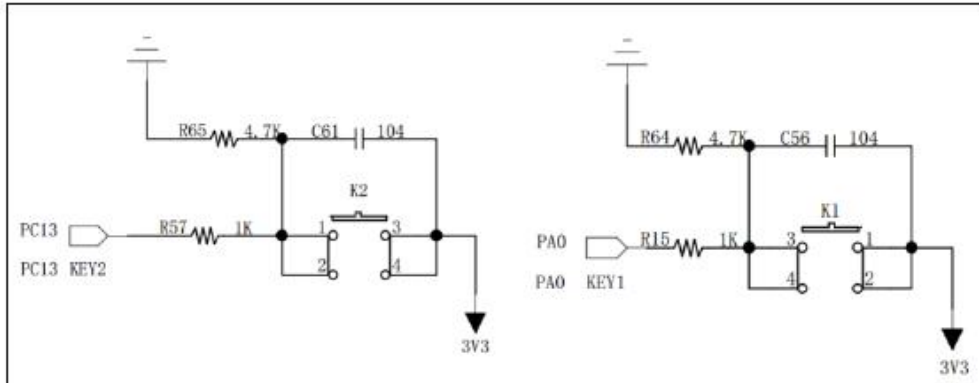 R65 4.7K C61 104
K2
PC13 R57 1K 1 3
PC13 KEY2 2 4
3V3
R64 4.7K C56 104
K1
PA0 R15 1K 3 1
PA0 KEY1 4 2
3V3